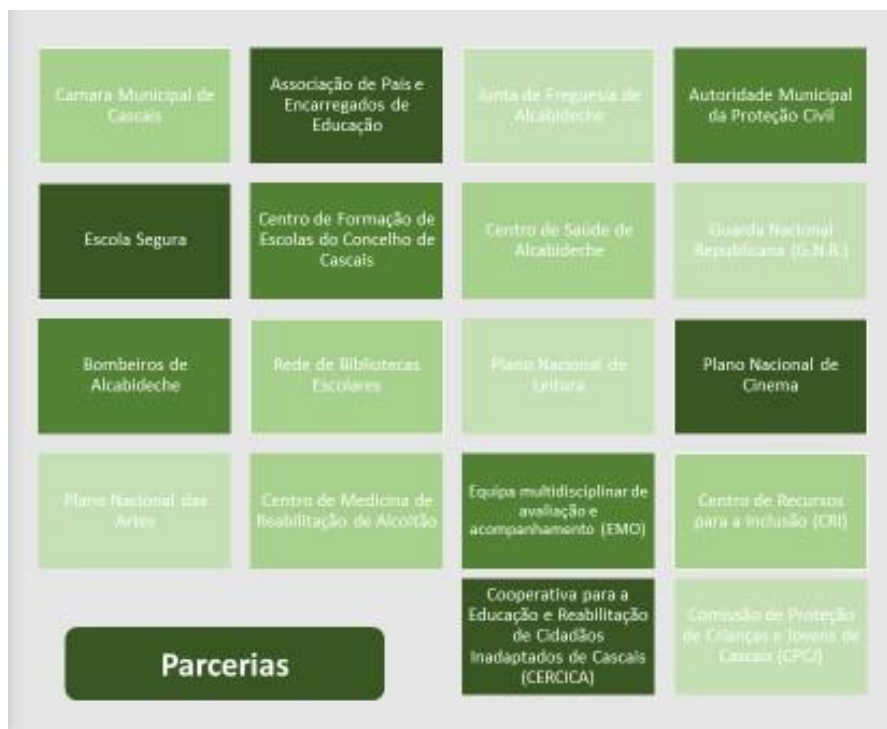 Camara Municipal de
Cascais
Associação de Pais e
Encarregados de
Educação
Junta de Freguesia de
Alcabideche
Autoridade Municipal
da Proteção Civil
Escola Segura
Centro de Formação de
Escolas do Concelho de
Cascais
Centro de Saúde de
Alcabideche
Guarda Nacional
Republicana (G.N.R.)
Bombeiros de
Alcabideche
Rede de Bibliotecas
Escolares
Plano Nacional de
Leitura
Plano Nacional de
Cinema
Plano Nacional das
Artes
Centro de Medicina de
Reabilitação de Alcoitão
Equipa multidisciplinar de
avaliação e
acompanhamento (EMO)
Centro de Recursos
para a Inclusão (CRI)
Cooperativa para a
Educação e Reabilitação
de Cidadãos
Inadaptados de Cascais
(CERCICA)
Comissão de Proteção
de Crianças e Jovens de
Cascais (CPCJ)
Parcerias